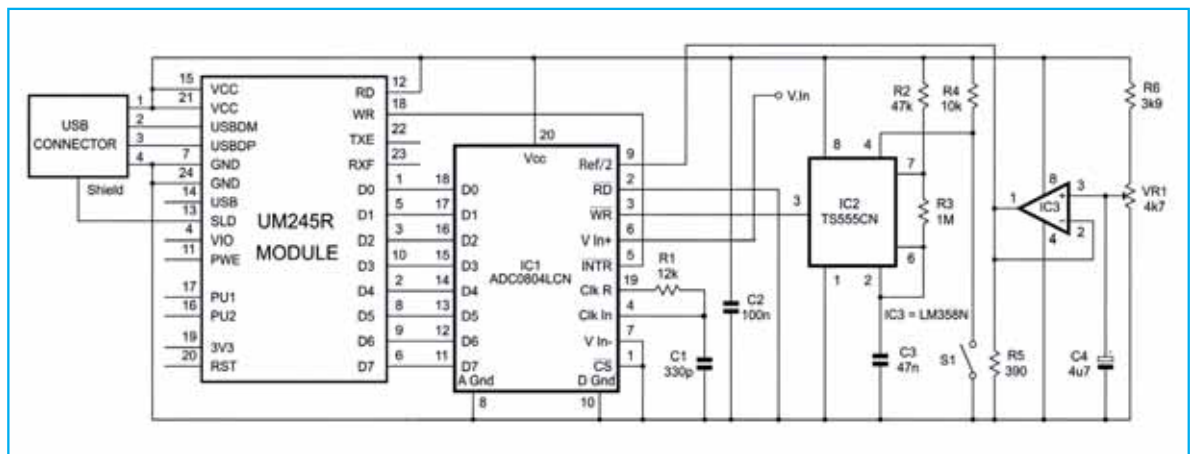 USB
CONNECTOR
1
2
3
4
Shield
15
21
7
24
14
13
4
11
17
16
19
20
VCC
VCC
USBDM
USBDP
GND
GND
USB
SLD
VIO
PWE
PU1
PU2
3V3
RST
UM245R
MODULE
RD
WR
TXE
RXF
D0
D1
D2
D3
D4
D5
D6
D7
12
18
22
23
1
5
3
10
2
8
9
6
18
17
16
15
14
13
12
11
20
Vcc
D0
D1
D2
D3
D4
D5
D6
D7
A Gnd
8
IC1
ADC0804LCN
Ref/2
RD
WR
V In+
INTR
Clk R
Clk In
V In-
CS
D Gnd
10
9
2
3
6
5
19
4
7
1
R1
12k
C1
330p
C2
100n
V.In
3
8
4
7
6
1
2
IC2
TS555CN
R2
47k
R4
10k
R3
1M
C3
47n
S1
IC3 = LM358N
R5
390
1
8
IC3
4
3
2
+
−
R6
3k9
VR1
4k7
C4
4u7
+